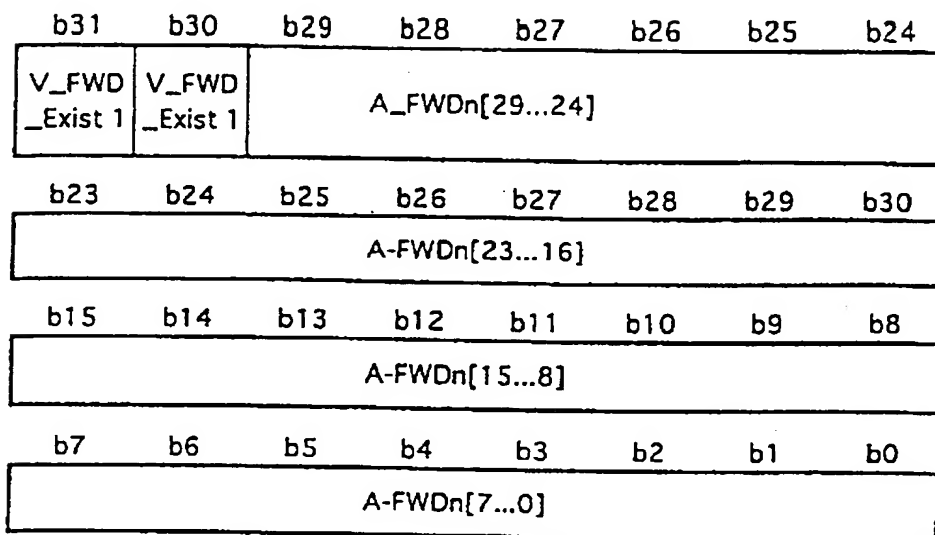 b31 b30 b29 b28 b27 b26 b25 b24
V_FWD V_FWD
_Exist 1 _Exist 1 A_FWDn[29...24]
b23 b24 b25 b26 b27 b28 b29 b30
A-FWDn[23...16]
b15 b14 b13 b12 b11 b10 b9 b8
A-FWDn[15...8]
b7 b6 b5 b4 b3 b2 b1 b0
A-FWDn[7...0]